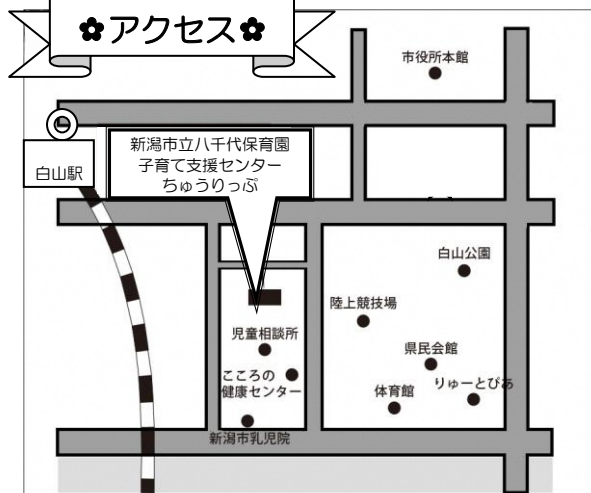 ✿アクセス✿
市役所本館
白山駅
新潟市立八千代保育園
子育て支援センター
ちゅうりっぷ
白山公園
陸上競技場
児童相談所
県民会館
こころの
健康センター
りゅーとぴあ
体育館
新潟市乳児院